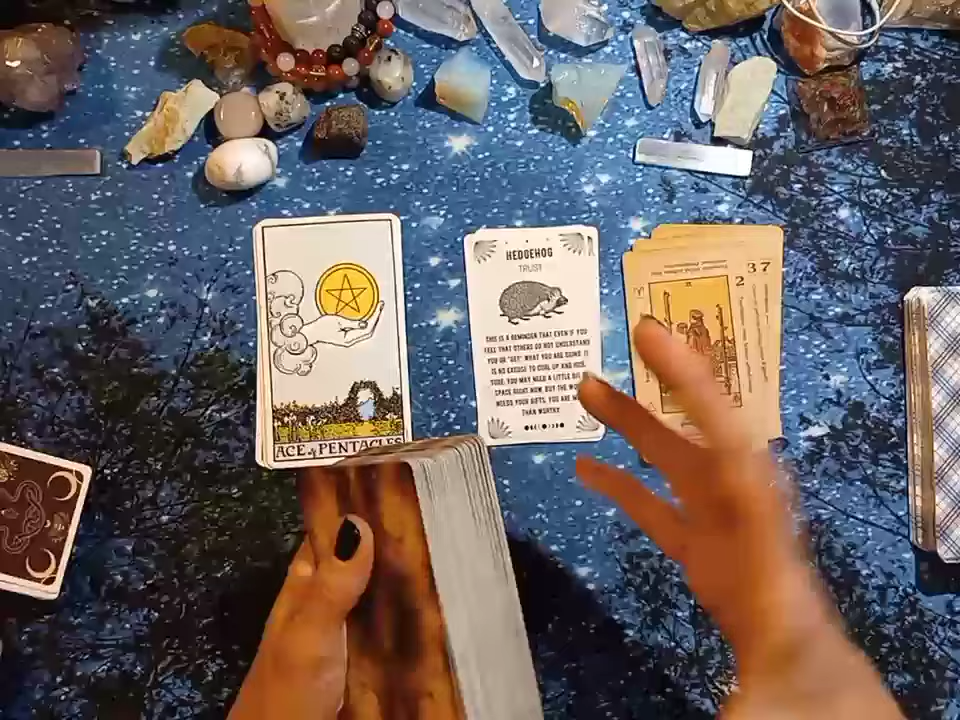 ACE of PENTACLES
HEDGEHOG
TRUST
THIS IS A REMINDER THAT EVEN IF YOU
FEEL THAT OTHERS DO NOT UNDERSTAND
YOU OR "GET" WHAT YOU ARE DOING, IT
IS NO EXCUSE TO CURL UP AND HIDE.
SURE, YOU MAY NEED A LITTLE BIT
SPACE RIGHT NOW, BUT THE WO
NEEDS YOUR GIFTS. YOU ARE M
THAN WORTHY.
2 37